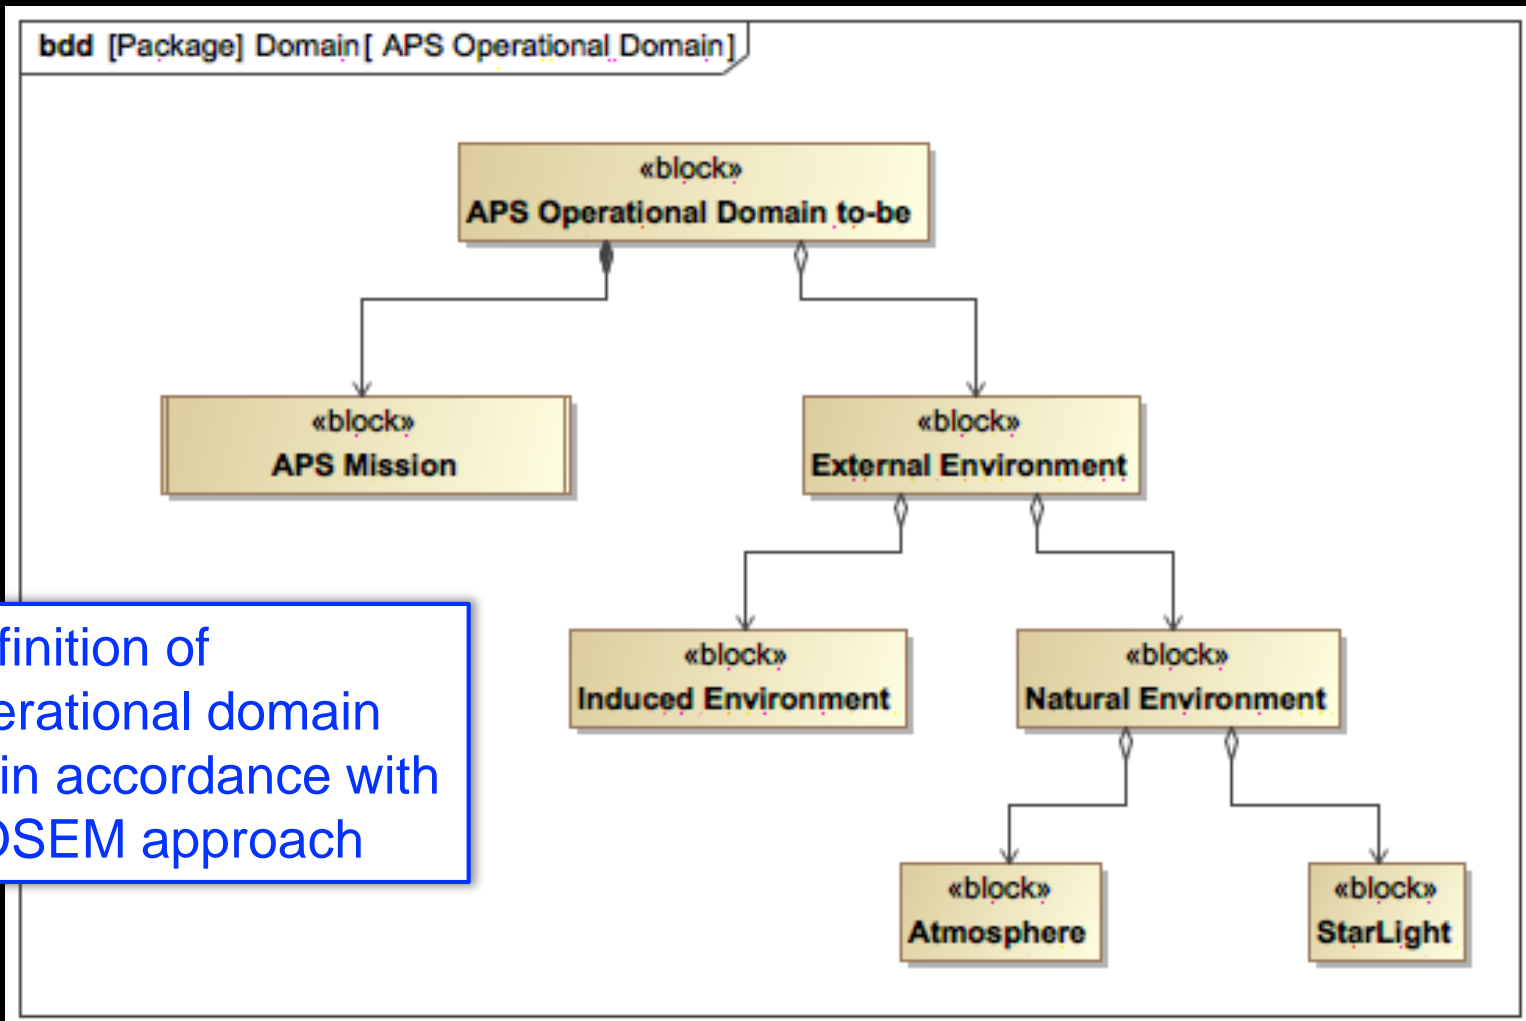 bdd [Package] Domain[ APS Operational Domain]
«block»
APS Operational Domain to-be
«block»
APS Mission
«block»
External Environment
«block»
Induced Environment
«block»
Natural Environment
«block»
Atmosphere
«block»
StarLight
finition of
erational domain
in accordance with
OSEM approach